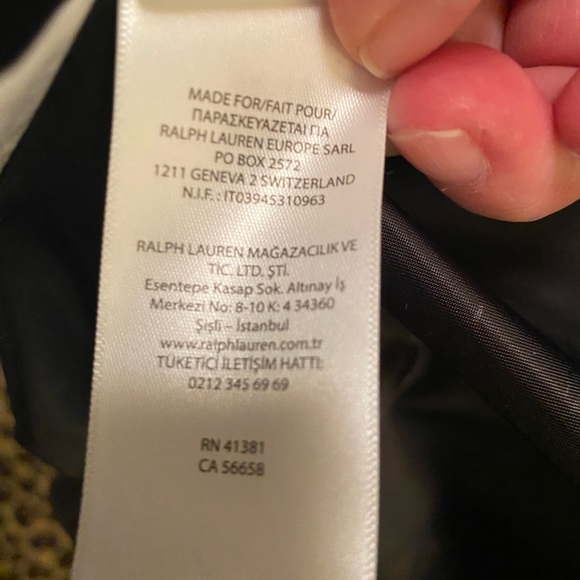 MADE FOR/FAIT POUR/
ΠΑΡΑΣΚΕΥΑΖΕΤΑΙ ΓΙΑ
RALPH LAUREN EUROPE SARL
PO BOX 2572
1211 GENEVA 2 SWITZERLAND
N.I.F. : IT03945310963
RALPH LAUREN MAĞAZACILIK VE
TİC. LTD. ŞTİ.
Esentepe Kasap Sok. Altınay İş
Merkezi No: 8-10 K: 4 34360
Şişli – İstanbul
www.ralphlauren.com.tr
TÜKETİCİ İLETİŞİM HATTI:
0212 345 69 69
RN 41381
CA 56658